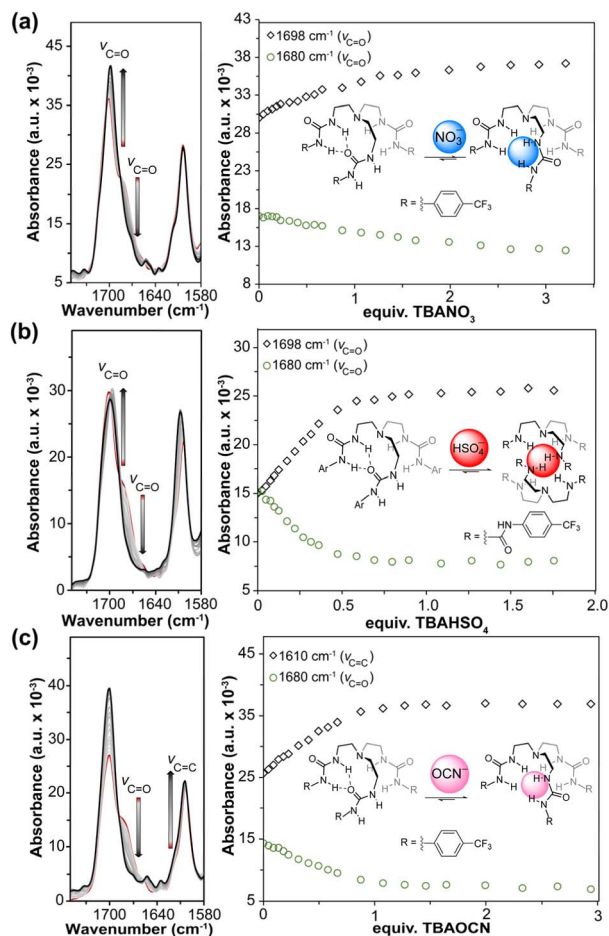 (a)
νC=O
νC=O
Absorbance (a.u. x 10⁻³)
45
35
25
15
5
1700 1640 1580
Wavenumber (cm⁻¹)
Absorbance (a.u. x 10⁻³)
43
38
33
28
23
18
13
◇ 1698 cm⁻¹ (νC=O)
○ 1680 cm⁻¹ (νC=O)
NO₃⁻
R =
CF₃
0 1 2 3
equiv. TBANO₃
(b)
νC=O
νC=O
Absorbance (a.u. x 10⁻³)
30
20
10
0
1700 1640 1580
Wavenumber (cm⁻¹)
Absorbance (a.u. x 10⁻³)
25
20
15
10
5
◇ 1698 cm⁻¹ (νC=O)
○ 1680 cm⁻¹ (νC=O)
HSO₄⁻
R =
HN
O
CF₃
0 0.5 1.0 1.5 2.0
equiv. TBAHSO₄
(c)
νC=O
νC=C
Absorbance (a.u. x 10⁻³)
40
30
20
10
0
1700 1640 1580
Wavenumber (cm⁻¹)
Absorbance (a.u. x 10⁻³)
45
35
25
15
5
◇ 1610 cm⁻¹ (νC=C)
○ 1680 cm⁻¹ (νC=O)
OCN⁻
R =
CF₃
0 1 2 3
equiv. TBAOCN